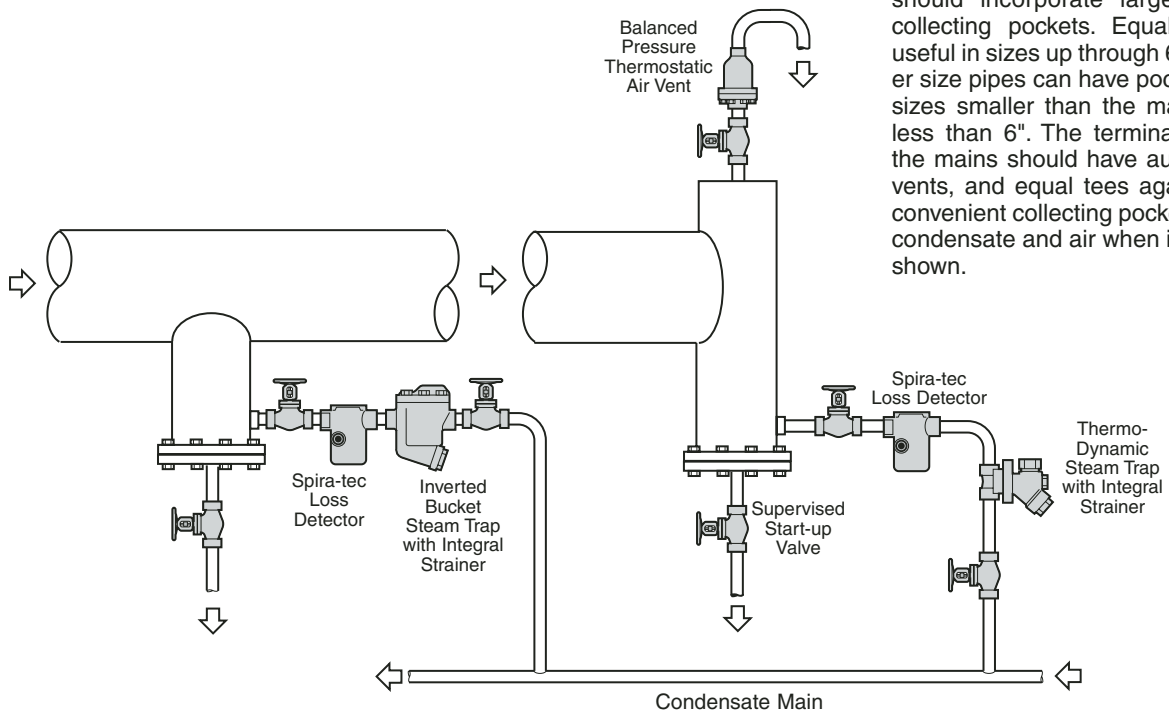 should incorporate large
collecting pockets. Equal
useful in sizes up through 6
er size pipes can have poc
sizes smaller than the ma
less than 6". The termina
the mains should have au
vents, and equal tees aga
convenient collecting pock
condensate and air when i
shown.
Balanced
Pressure
Thermostatic
Air Vent
Spira-tec
Loss
Detector
Inverted
Bucket
Steam Trap
with Integral
Strainer
Supervised
Start-up
Valve
Spira-tec
Loss Detector
Thermo-
Dynamic
Steam Trap
with Integral
Strainer
Condensate Main